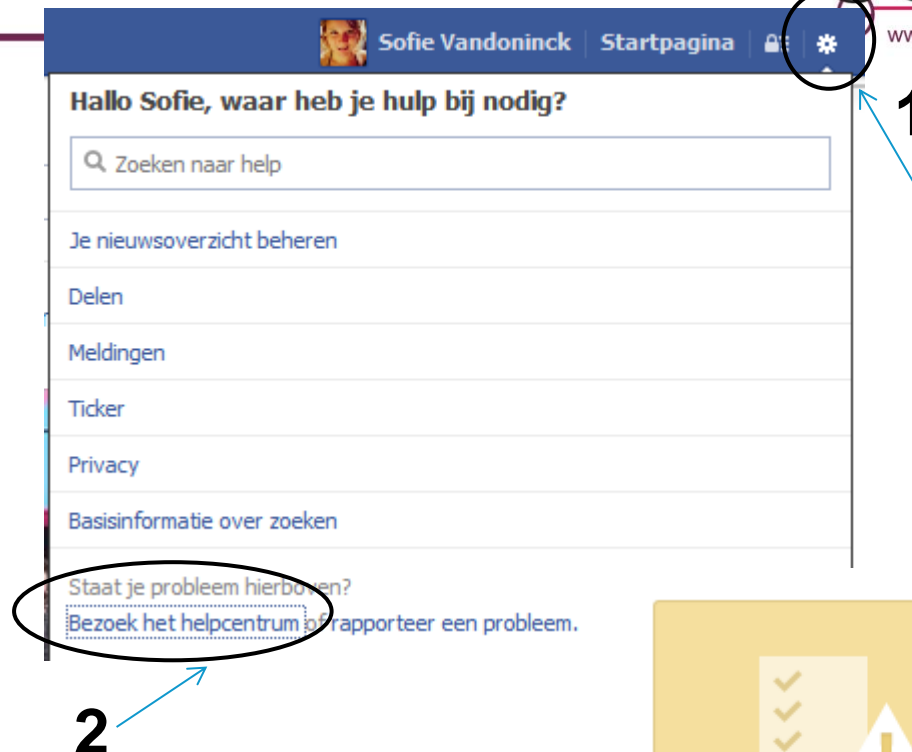 Sofie Vandoninck Startpagina
Hallo Sofie, waar heb je hulp bij nodig?
1
Zoeken naar help
Je nieuwsoverzicht beheren
Delen
Meldingen
Ticker
Privacy
Basisinformatie over zoeken
Staat je probleem hierboven?
Bezoek het helpcentrum of rapporteer een probleem.
2